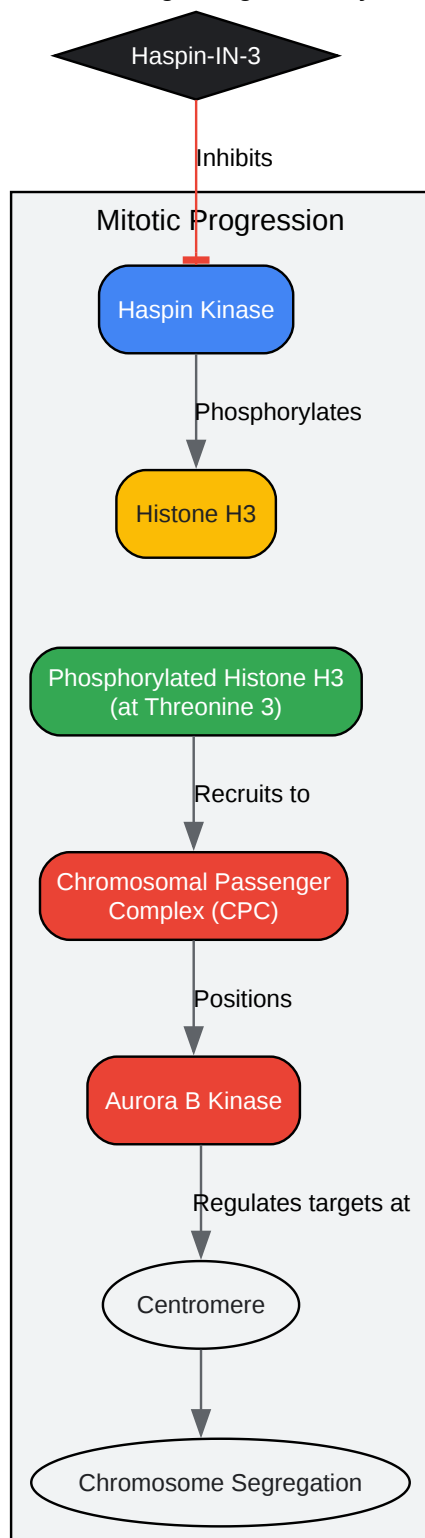 Haspin-IN-3
Inhibits
Mitotic Progression
Haspin Kinase
Phosphorylates
Histone H3
Phosphorylated Histone H3
(at Threonine 3)
Recruits to
Chromosomal Passenger
Complex (CPC)
Positions
Aurora B Kinase
Regulates targets at
Centromere
Chromosome Segregation